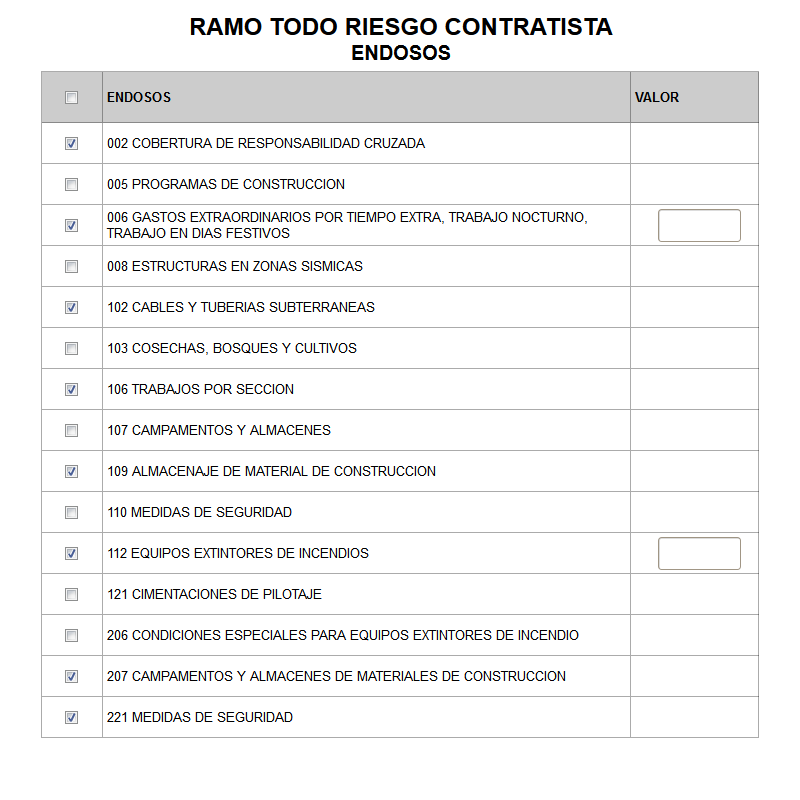 RAMO TODO RIESGO CONTRATISTA
ENDOSOS
ENDOSOS VALOR
002 COBERTURA DE RESPONSABILIDAD CRUZADA
005 PROGRAMAS DE CONSTRUCCION
006 GASTOS EXTRAORDINARIOS POR TIEMPO EXTRA, TRABAJO NOCTURNO,
TRABAJO EN DIAS FESTIVOS
008 ESTRUCTURAS EN ZONAS SISMICAS
102 CABLES Y TUBERIAS SUBTERRANEAS
103 COSECHAS, BOSQUES Y CULTIVOS
106 TRABAJOS POR SECCION
107 CAMPAMENTOS Y ALMACENES
109 ALMACENAJE DE MATERIAL DE CONSTRUCCION
110 MEDIDAS DE SEGURIDAD
112 EQUIPOS EXTINTORES DE INCENDIOS
121 CIMENTACIONES DE PILOTAJE
206 CONDICIONES ESPECIALES PARA EQUIPOS EXTINTORES DE INCENDIO
207 CAMPAMENTOS Y ALMACENES DE MATERIALES DE CONSTRUCCION
221 MEDIDAS DE SEGURIDAD